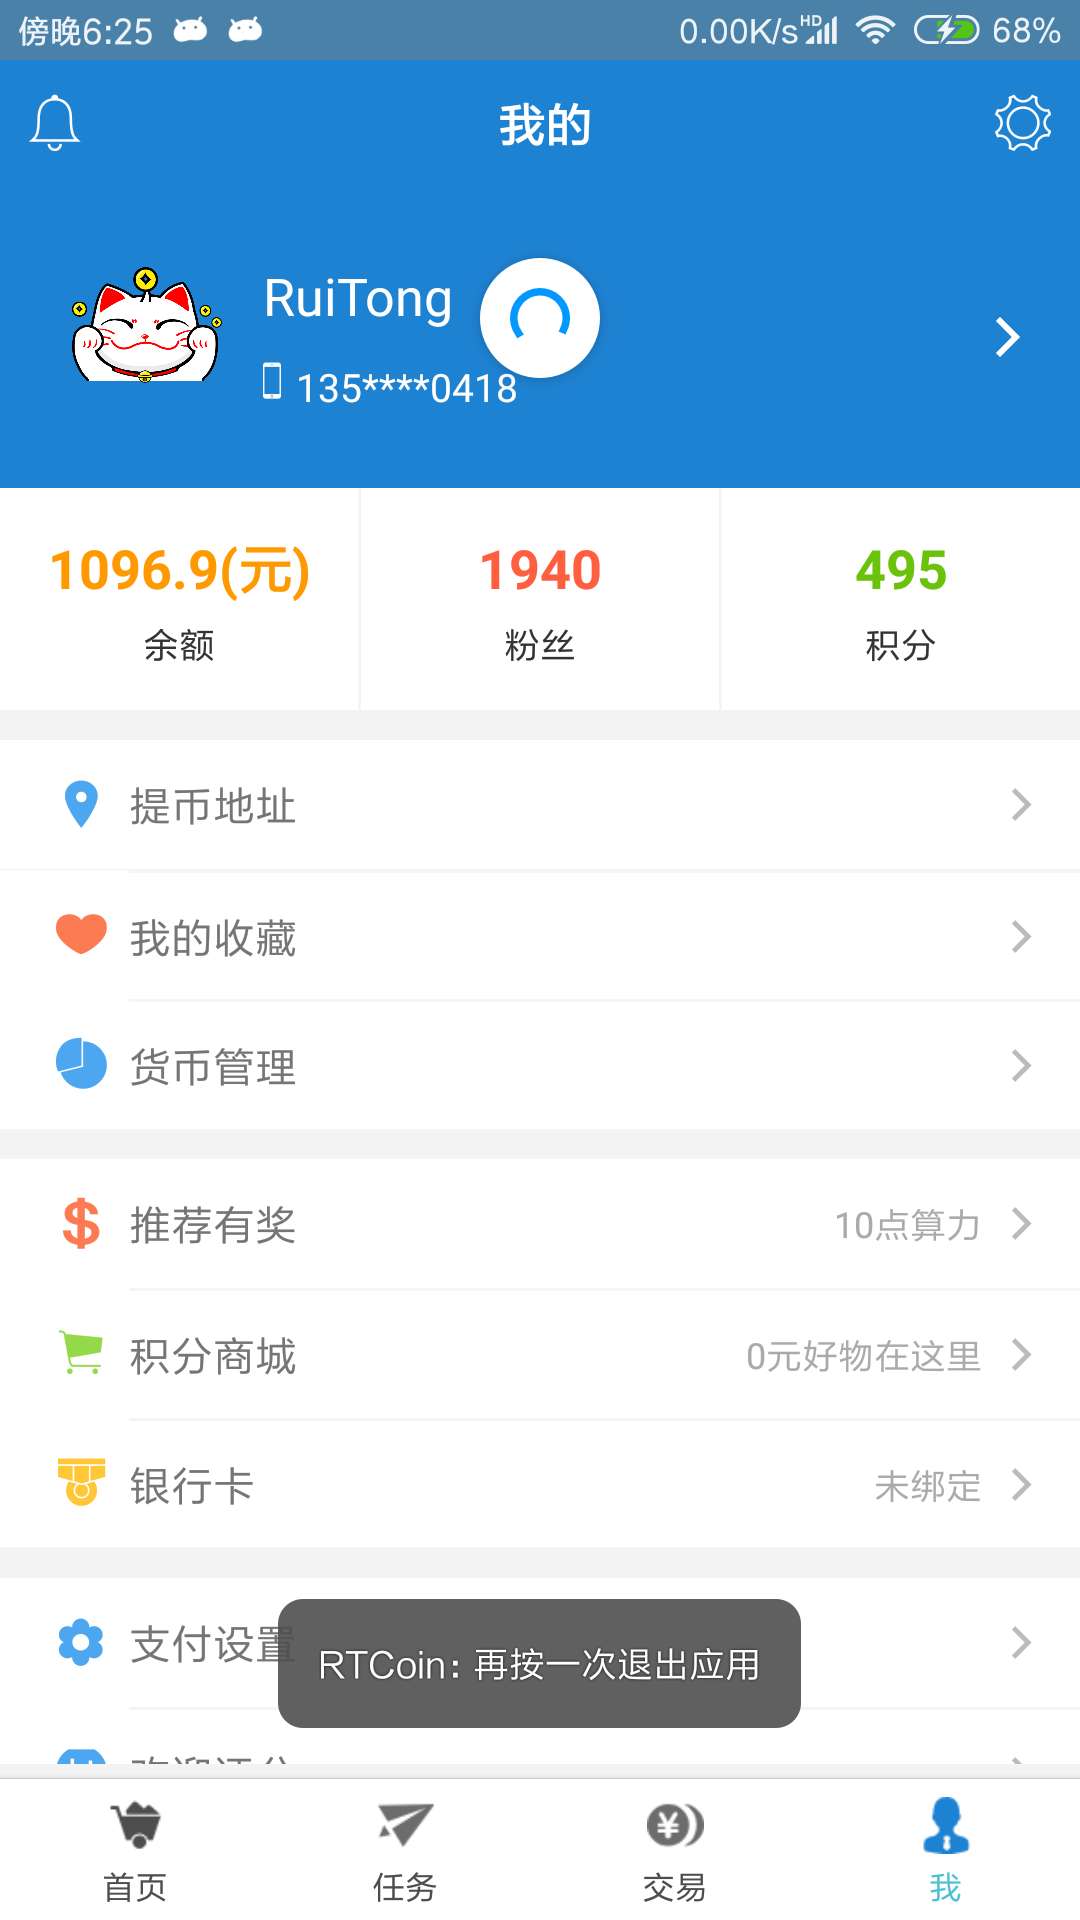 傍晚6:25 0.00K/s HD 68%
我的
RuiTong
135****0418
1096.9(元) 1940 495
余额 粉丝 积分
提币地址
我的收藏
货币管理
推荐有奖 10点算力
积分商城 0元好物在这里
银行卡 未绑定
支付设置
RTCoin: 再按一次退出应用
首页 任务 交易 我